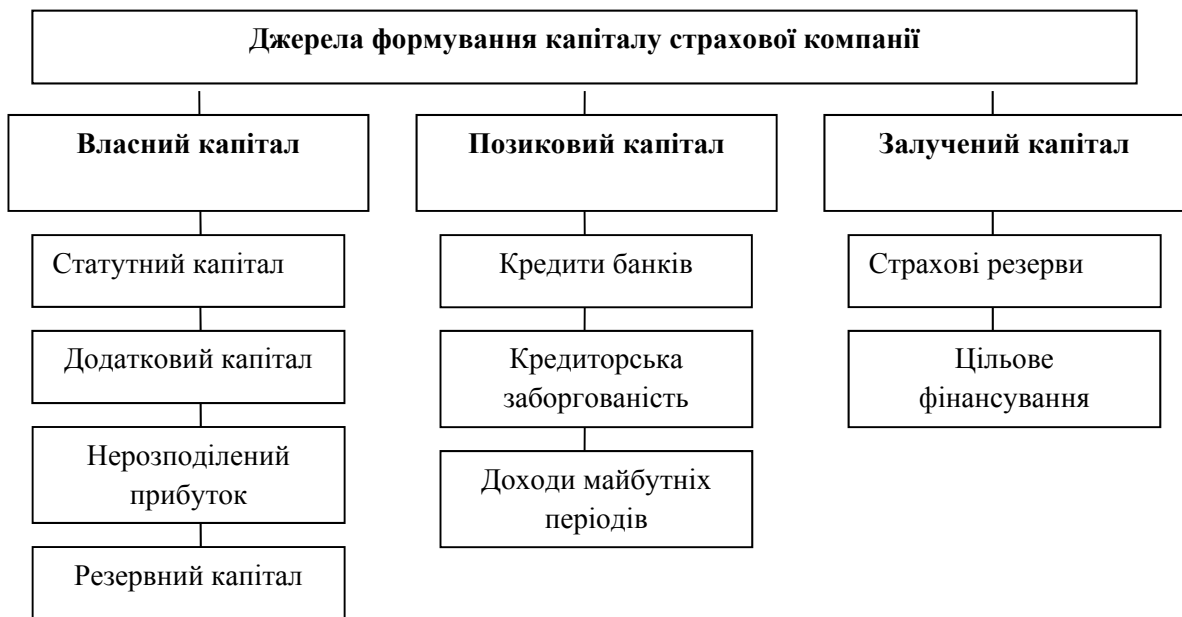 Джерела формування капіталу страхової компанії
Власний капітал
Позиковий капітал
Залучений капітал
Статутний капітал
Кредити банків
Страхові резерви
Додатковий капітал
Кредиторська
заборгованість
Цільове
фінансування
Нерозподілений
прибуток
Доходи майбутніх
періодів
Резервний капітал